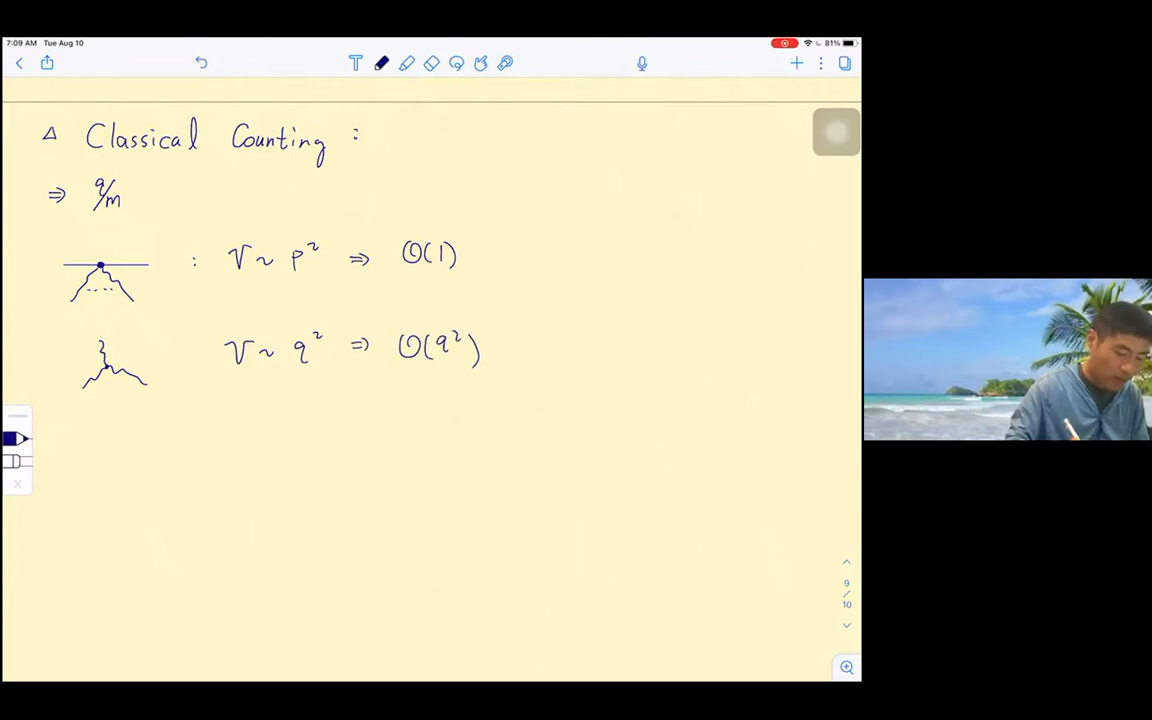 7:09 AM Tue Aug 10
81%
T
△ Classical Counting :
⇒ q/m
: V ~ p² ⇒ O(1)
V ~ q² ⇒ O(q²)
9
/
10